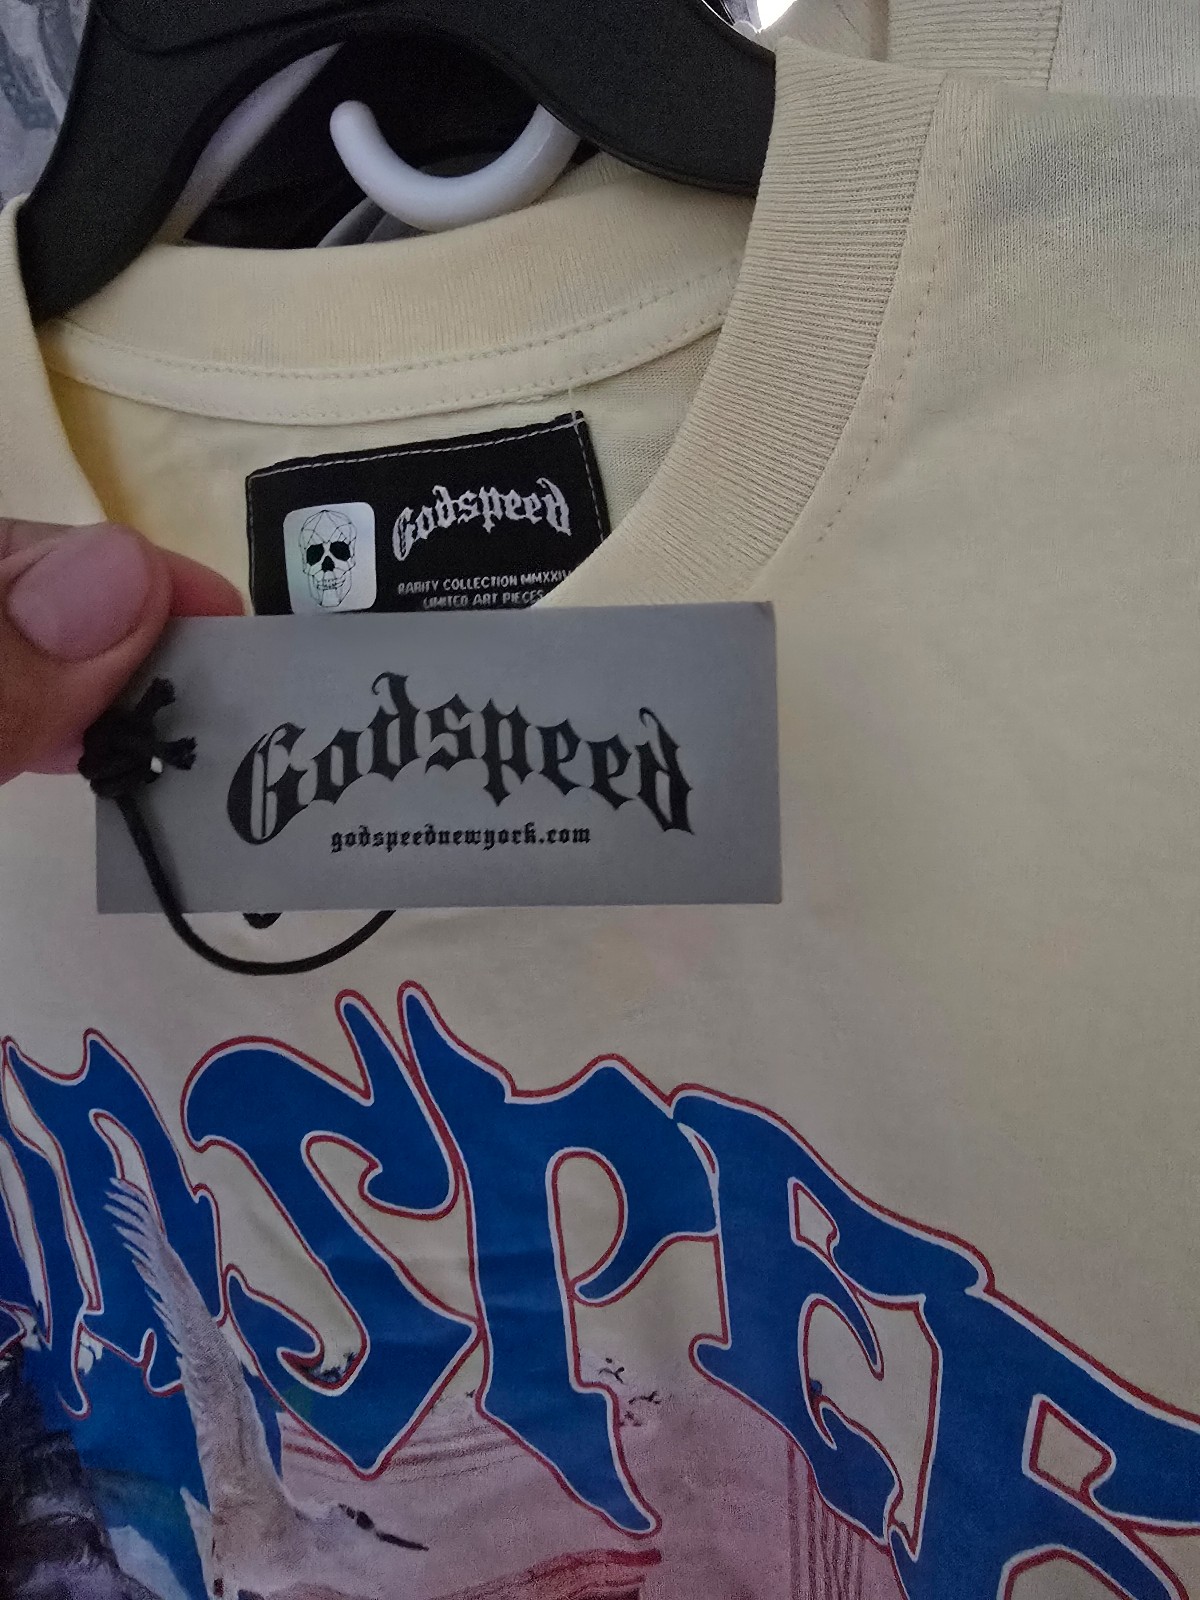 Godspeed
RARITY COLLECTION MMXXIV
LIMITED ART PIECES
Godspeed
godspeednewyork.com